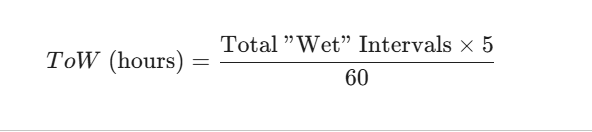 ToW (hours) = Total ”Wet” Intervals × 5
60